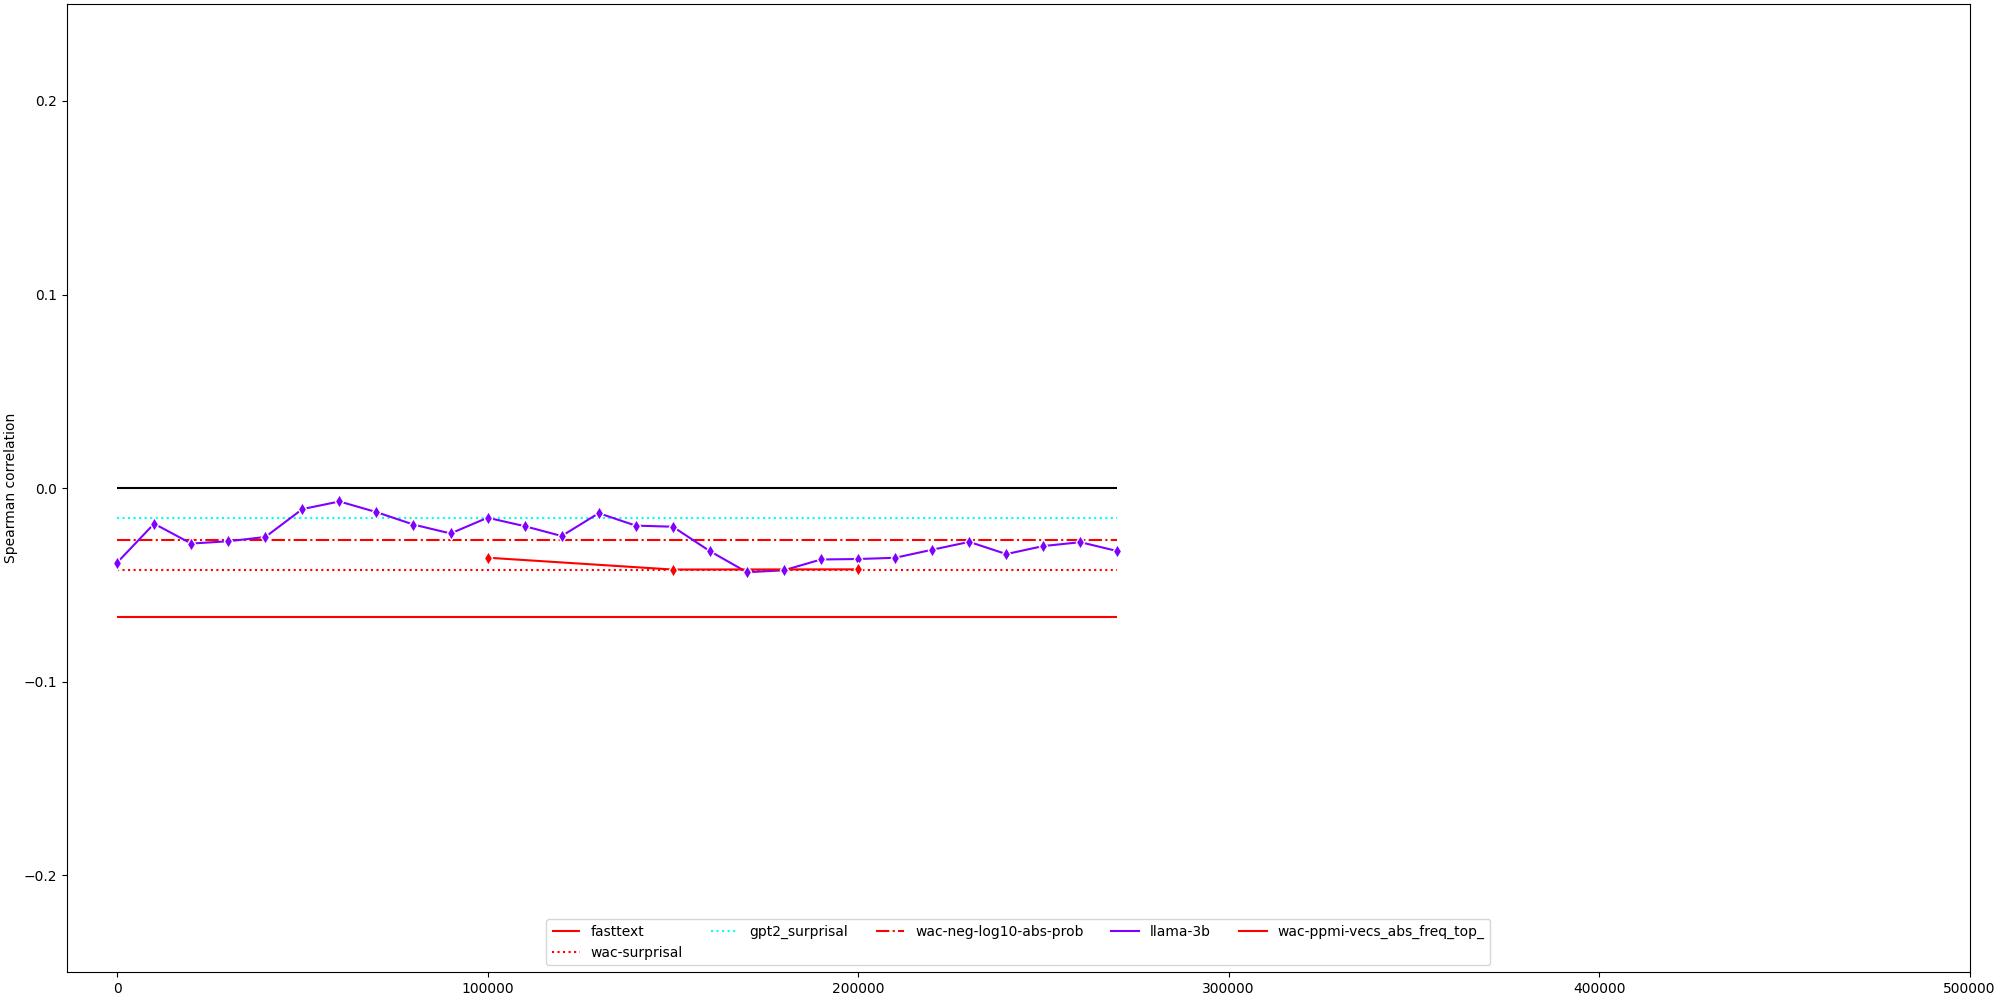 0.2
0.1
0.0
−0.1
−0.2
Spearman correlation
fasttext
wac-surprisal
gpt2_surprisal
wac-neg-log10-abs-prob
llama-3b
wac-ppmi-vecs_abs_freq_top_
0 100000 200000 300000 400000 500000